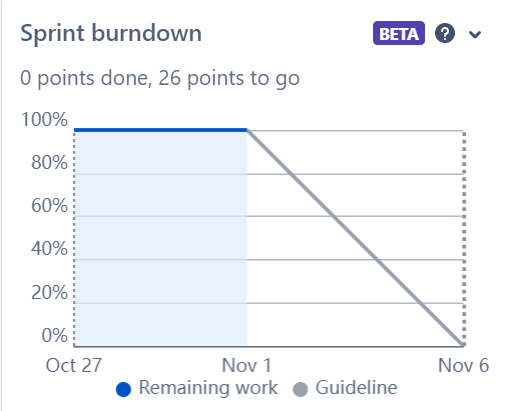 Sprint burndown BETA ?
0 points done, 26 points to go
100%
80%
60%
40%
20%
0%
Oct 27 Nov 1 Nov 6
Remaining work Guideline